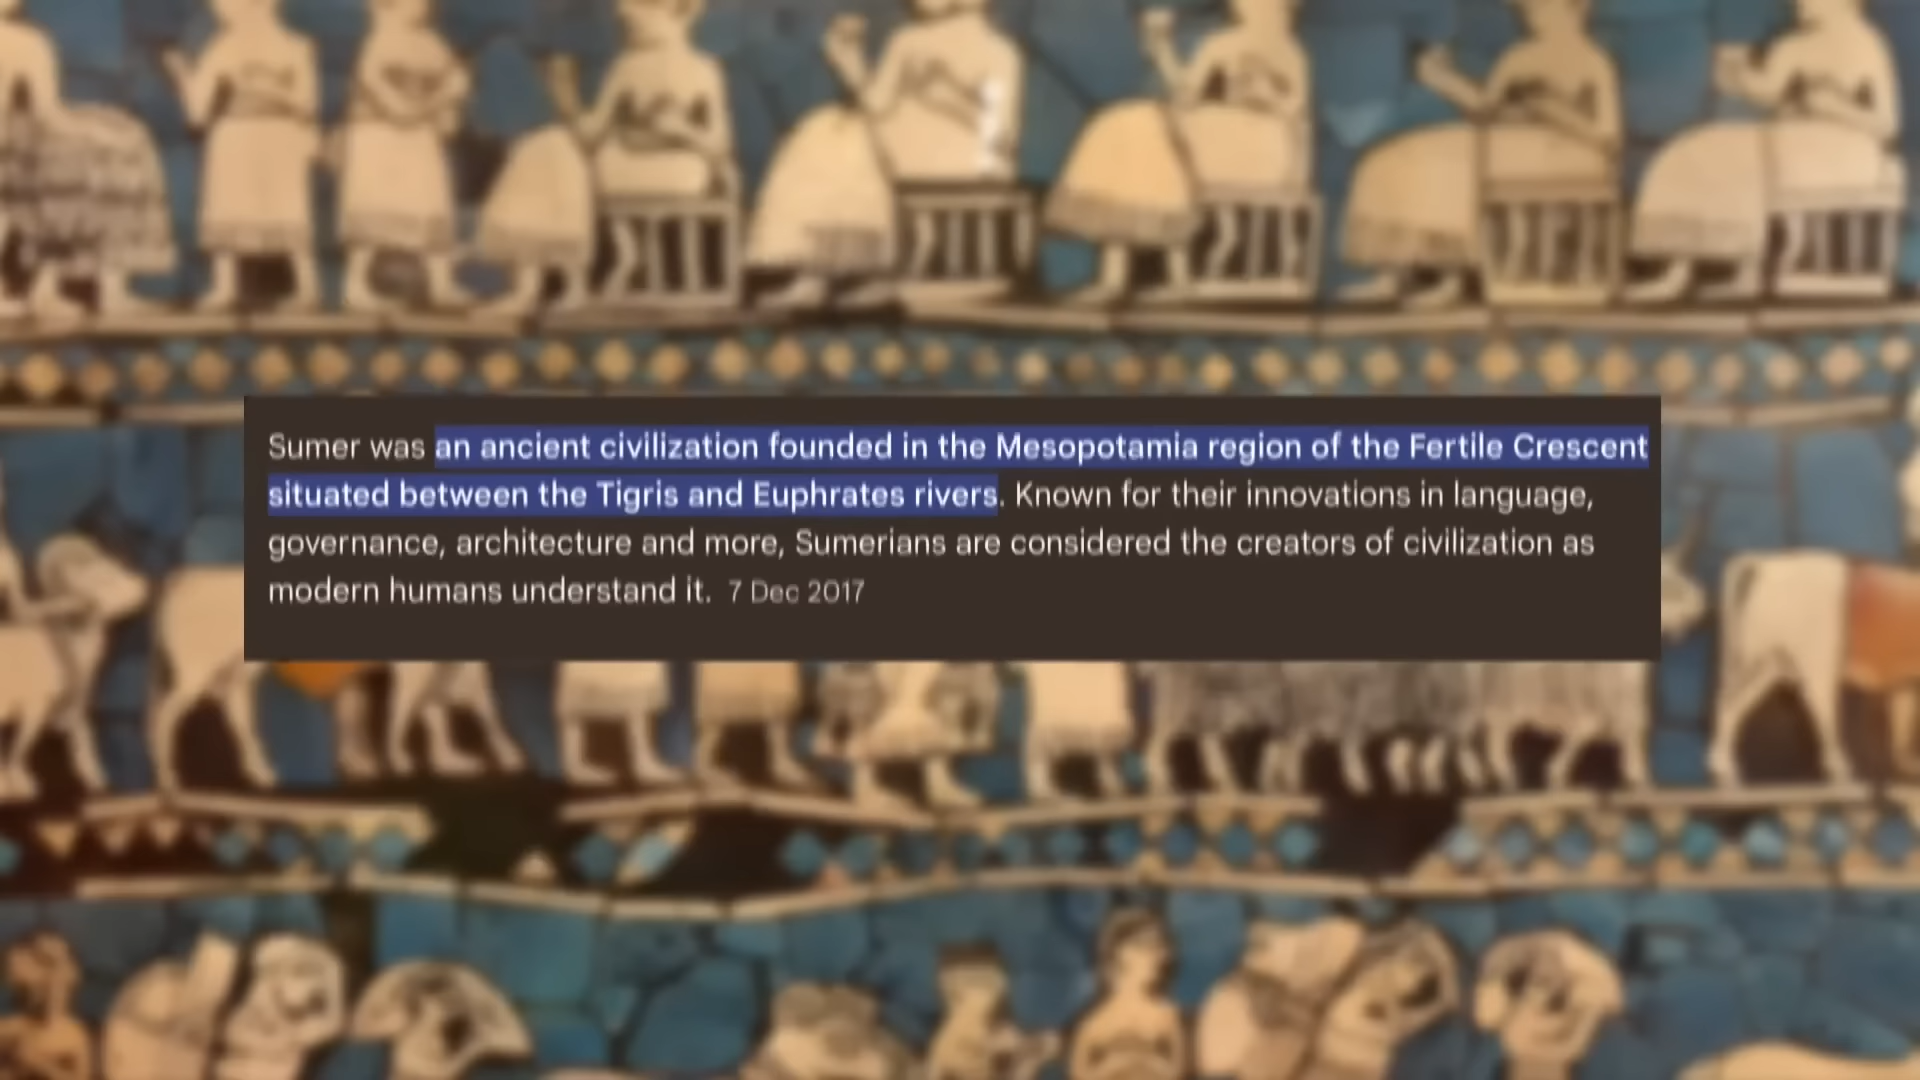 Sumer was an ancient civilization founded in the Mesopotamia region of the Fertile Crescent
situated between the Tigris and Euphrates rivers. Known for their innovations in language,
governance, architecture and more, Sumerians are considered the creators of civilization as
modern humans understand it. 7 Dec 2017